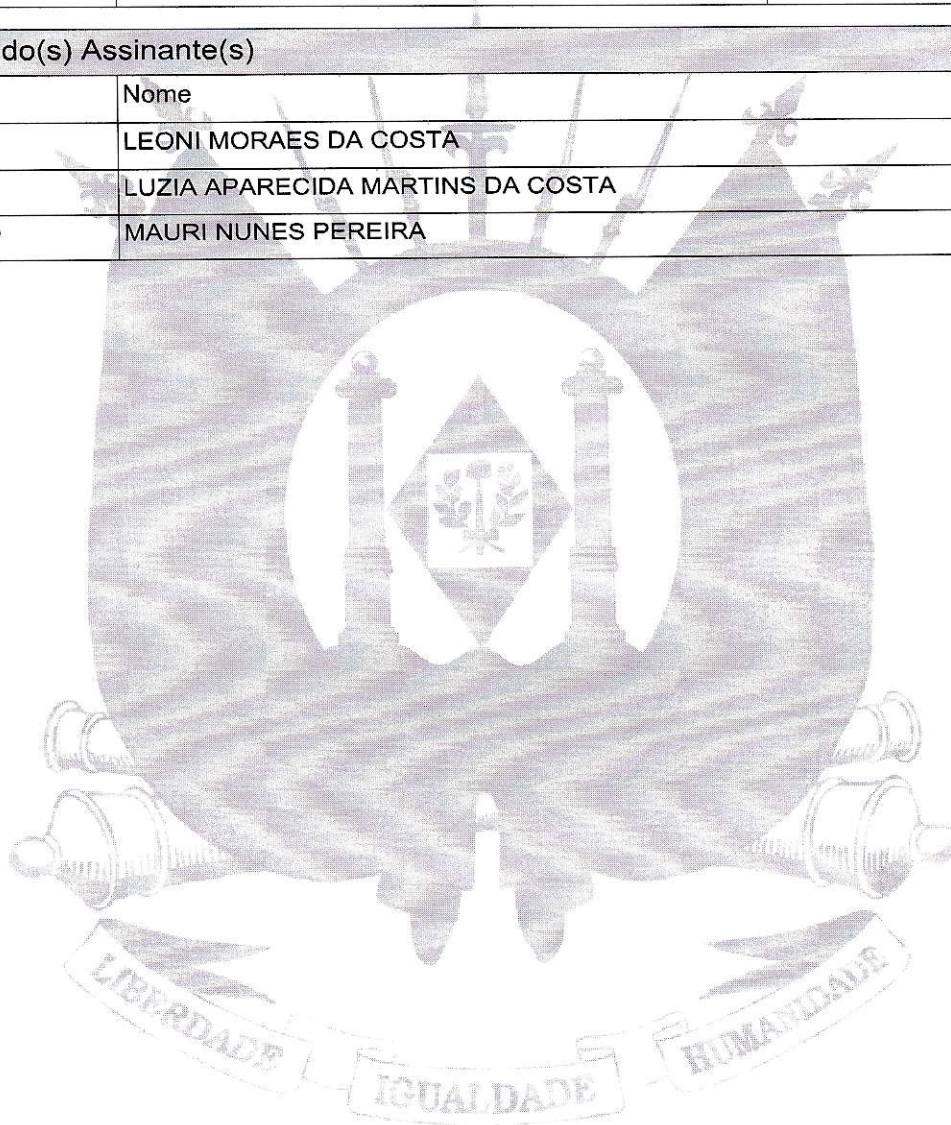 do(s) Assinante(s)
Nome
LEONI MORAES DA COSTA
LUZIA APARECIDA MARTINS DA COSTA
MAURI NUNES PEREIRA
LIBERDADE
IGUALDADE
HUMANIDADE